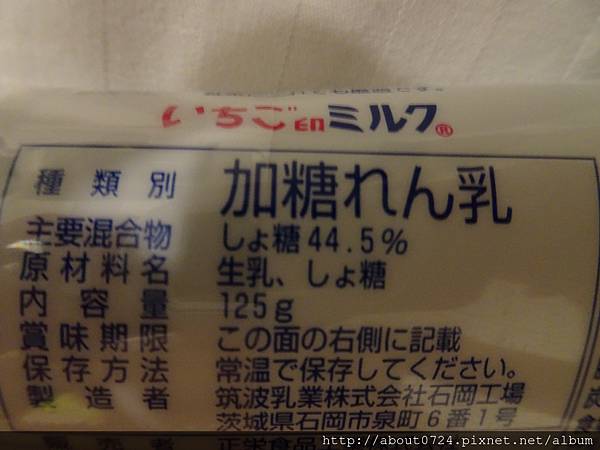 いちご印ミルク®
種類別 加糖れん乳
主要混合物 しょ糖44.5%
原材料名 生乳、しょ糖
内容量 125g
賞味期限 この面の右側に記載
保存方法 常温で保存してください。
製造者 筑波乳業株式会社石岡工場
茨城県石岡市泉町6番1号
正栄食品工
http://about0724.pixnet.net/album